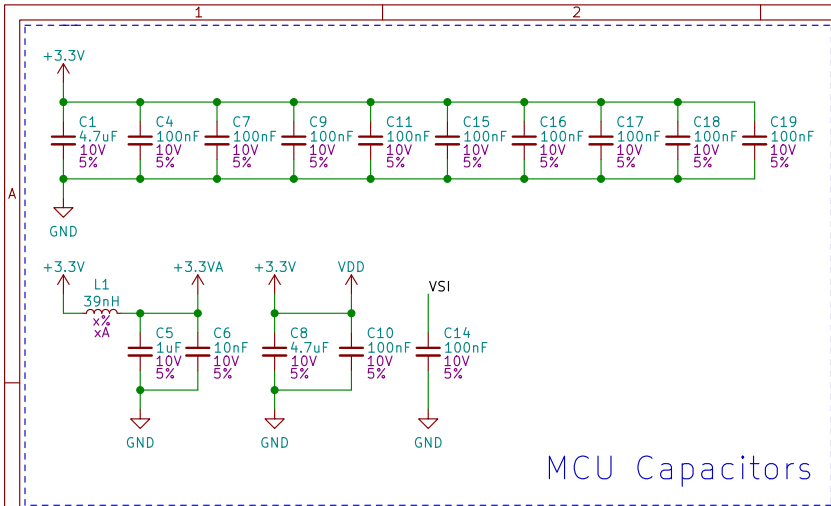 1 2
A
+3.3V
C1 C4 C7 C9 C11 C15 C16 C17 C18 C19
4.7uF 100nF 100nF 100nF 100nF 100nF 100nF 100nF 100nF 100nF
10V 10V 10V 10V 10V 10V 10V 10V 10V 10V
5% 5% 5% 5% 5% 5% 5% 5% 5% 5%
GND
+3.3V +3.3VA +3.3V VDD
L1 VSI
39nH
x%
xA
C5 C6 C8 C10 C14
1uF 10nF 4.7uF 100nF 100nF
10V 10V 10V 10V 10V
5% 5% 5% 5% 5%
GND GND GND
MCU Capacitors